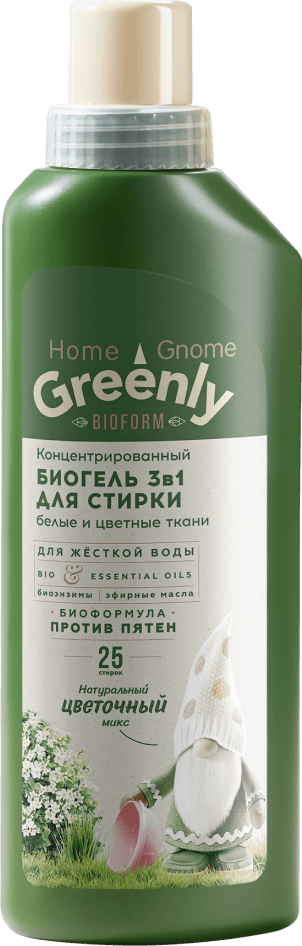 Home Gnome
Greenly
BIOFORM
Концентрированный
БИОГЕЛЬ 3в1
ДЛЯ СТИРКИ
белые и цветные ткани
ДЛЯ ЖЁСТКОЙ ВОДЫ
BIO & ESSENTIAL OILS
биоэнзимы | эфирные масла
• БИОФОРМУЛА •
ПРОТИВ ПЯТЕН
25
стирок
Натуральный
цветочный
микс